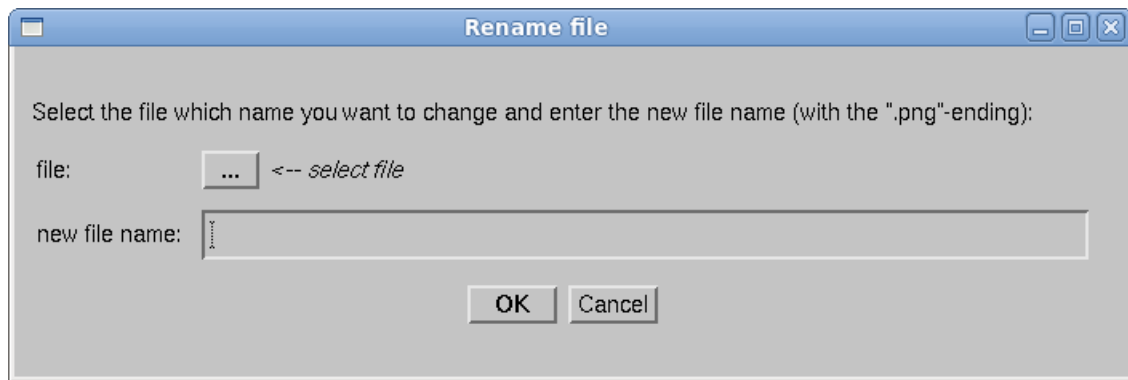 Rename file
Select the file which name you want to change and enter the new file name (with the ".png"-ending):
file: ... <-- select file
new file name:
OK Cancel